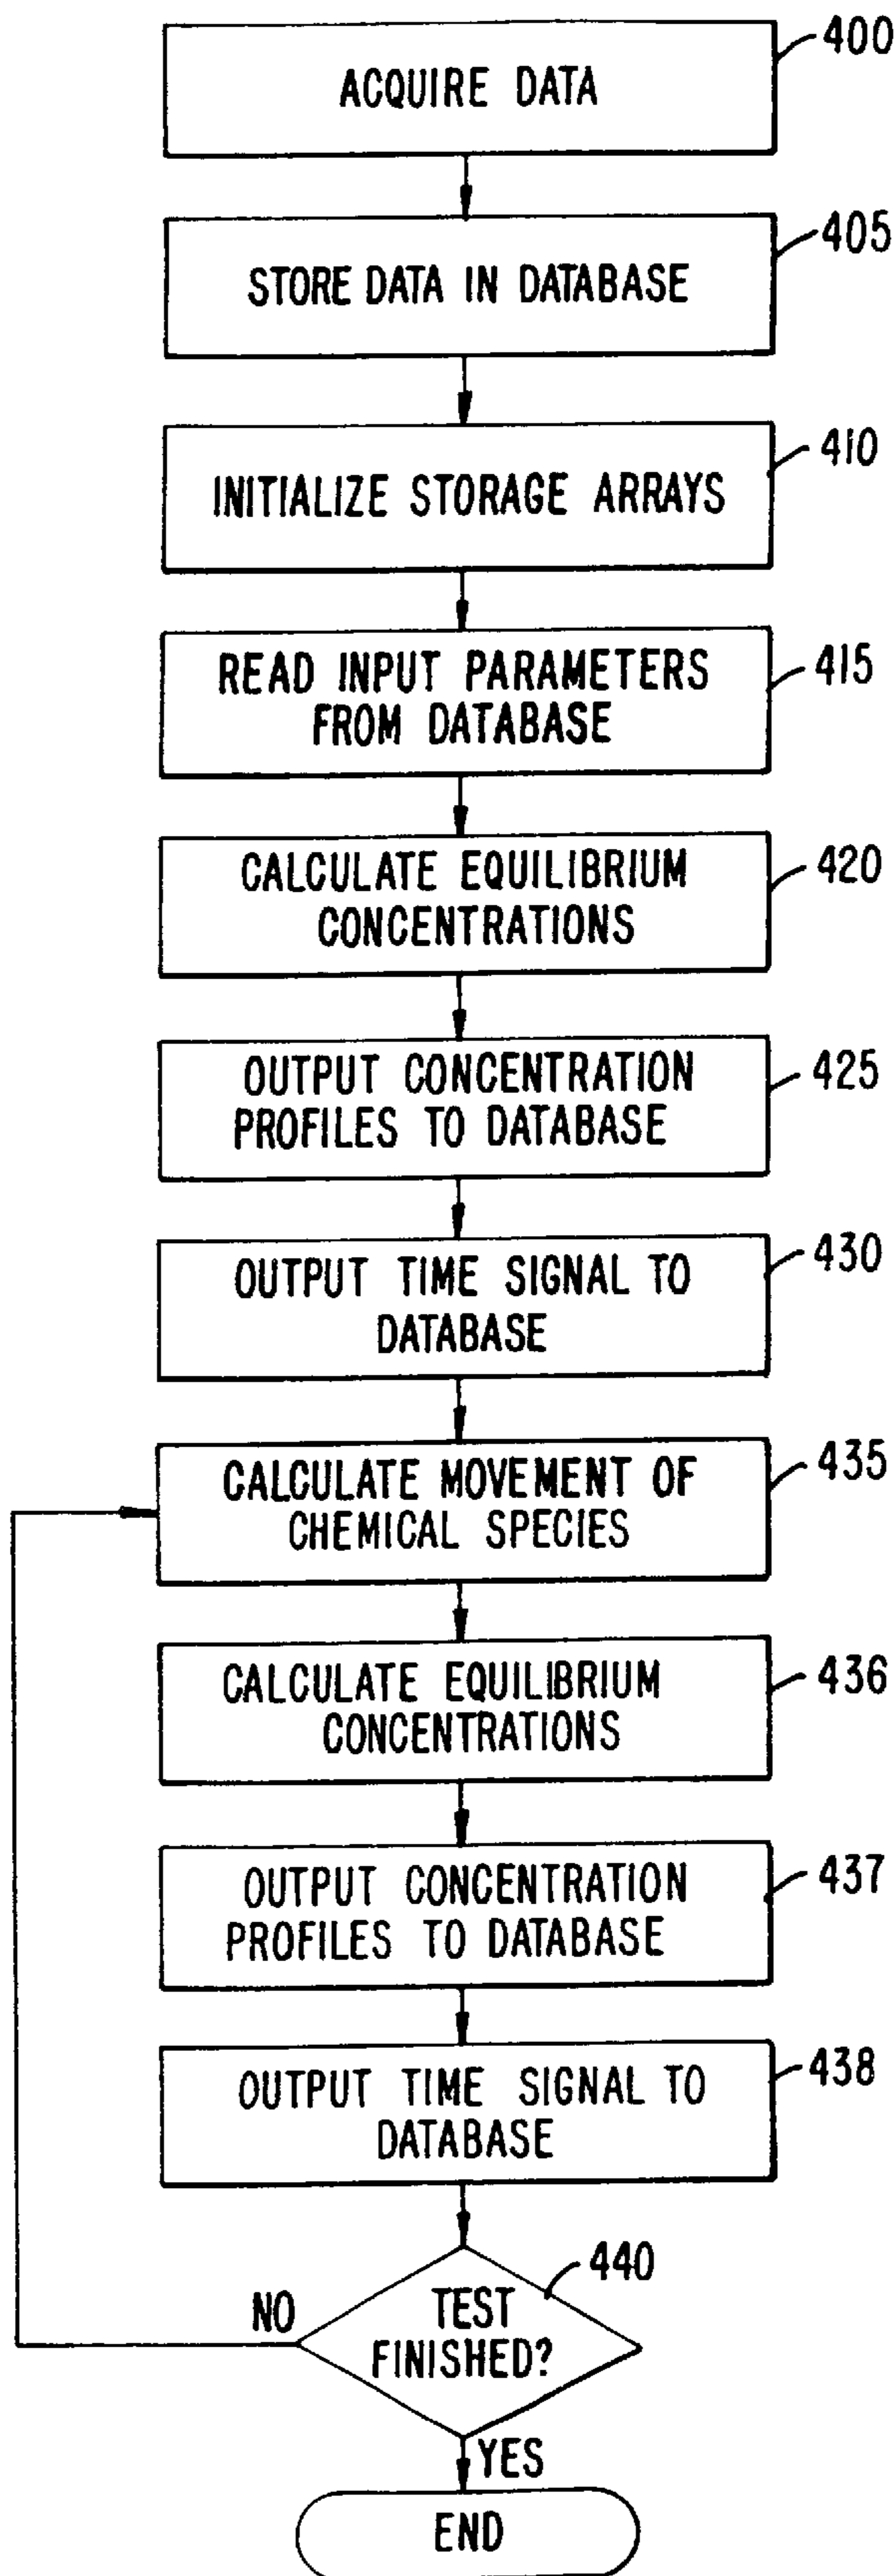 400
ACQUIRE DATA
405
STORE DATA IN DATABASE
410
INITIALIZE STORAGE ARRAYS
415
READ INPUT PARAMETERS
FROM DATABASE
420
CALCULATE EQUILIBRIUM
CONCENTRATIONS
425
OUTPUT CONCENTRATION
PROFILES TO DATABASE
430
OUTPUT TIME SIGNAL TO
DATABASE
435
CALCULATE MOVEMENT OF
CHEMICAL SPECIES
436
CALCULATE EQUILIBRIUM
CONCENTRATIONS
437
OUTPUT CONCENTRATION
PROFILES TO DATABASE
438
OUTPUT TIME SIGNAL TO
DATABASE
440
NO
TEST
FINISHED?
YES
END